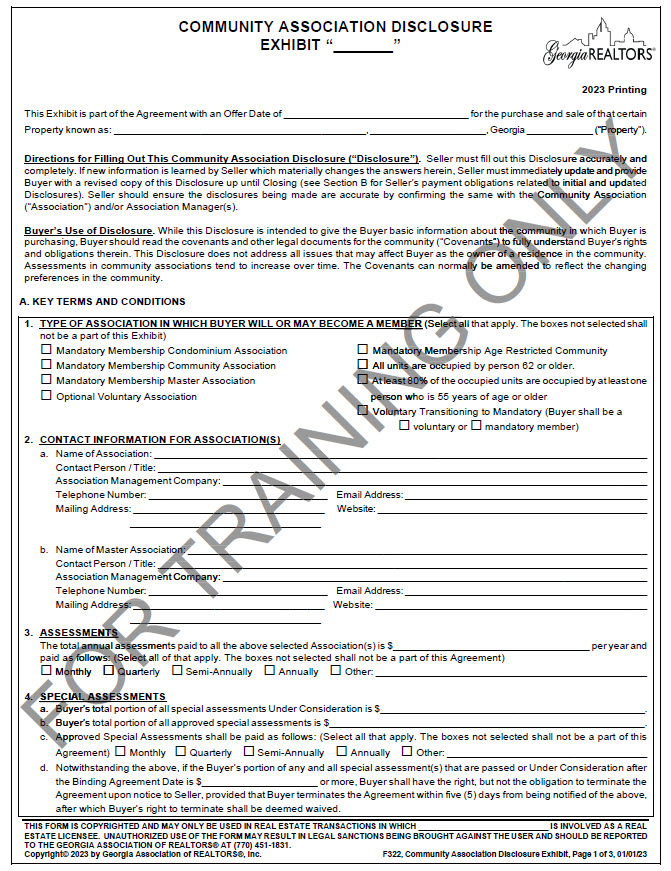 COMMUNITY ASSOCIATION DISCLOSURE
EXHIBIT “_______”
GeorgiaREALTORS®
2023 Printing
This Exhibit is part of the Agreement with an Offer Date of ____________________ for the purchase and sale of that certain
Property known as: ____________________, ____________________, Georgia __________ (“Property”).
Directions for Filling Out This Community Association Disclosure (“Disclosure”). Seller must fill out this Disclosure accurately and
completely. If new information is learned by Seller which materially changes the answers herein, Seller must immediately update and provide
Buyer with a revised copy of this Disclosure up until Closing (see Section B for Seller's payment obligations related to initial and updated
Disclosures). Seller should ensure the disclosures being made are accurate by confirming the same with the Community Association
("Association") and/or Association Manager(s).
Buyer's Use of Disclosure. While this Disclosure is intended to give the Buyer basic information about the community in which Buyer is
purchasing, Buyer should read the covenants and other legal documents for the community ("Covenants") to fully understand Buyer's rights
and obligations therein. This Disclosure does not address all issues that may affect Buyer as the owner of a residence in the community.
Assessments in community associations tend to increase over time. The Covenants can normally be amended to reflect the changing
preferences in the community.
A. KEY TERMS AND CONDITIONS
1. TYPE OF ASSOCIATION IN WHICH BUYER WILL OR MAY BECOME A MEMBER (Select all that apply. The boxes not selected shall
not be a part of this Exhibit)
☐ Mandatory Membership Condominium Association
☐ Mandatory Membership Community Association
☐ Mandatory Membership Master Association
☐ Optional Voluntary Association
☐ Mandatory Membership Age Restricted Community
☐ All units are occupied by person 62 or older.
☐ At least 80% of the occupied units are occupied by at least one
person who is 55 years of age or older
☐ Voluntary Transitioning to Mandatory (Buyer shall be a
☐ voluntary or ☐ mandatory member)
2. CONTACT INFORMATION FOR ASSOCIATION(S)
a. Name of Association: ____________________
Contact Person / Title: ____________________
Association Management Company: ____________________
Telephone Number: ____________________ Email Address: ____________________
Mailing Address: ____________________ Website: ____________________
b. Name of Master Association: ____________________
Contact Person / Title: ____________________
Association Management Company: ____________________
Telephone Number: ____________________ Email Address: ____________________
Mailing Address: ____________________ Website: ____________________
3. ASSESSMENTS
The total annual assessments paid to all the above selected Association(s) is $____________________ per year and
paid as follows: (Select all of that apply. The boxes not selected shall not be a part of this Agreement)
☐ Monthly ☐ Quarterly ☐ Semi-Annually ☐ Annually ☐ Other: ____________________
4. SPECIAL ASSESSMENTS
a. Buyer's total portion of all special assessments Under Consideration is $____________________.
b. Buyer's total portion of all approved special assessments is $____________________.
c. Approved Special Assessments shall be paid as follows: (Select all that apply. The boxes not selected shall not be a part of this
Agreement) ☐ Monthly ☐ Quarterly ☐ Semi-Annually ☐ Annually ☐ Other: ____________________
d. Notwithstanding the above, if the Buyer's portion of any and all special assessment(s) that are passed or Under Consideration after
the Binding Agreement Date is $____________________ or more, Buyer shall have the right, but not the obligation to terminate the
Agreement upon notice to Seller, provided that Buyer terminates the Agreement within five (5) days from being notified of the above,
after which Buyer's right to terminate shall be deemed waived.
THIS FORM IS COPYRIGHTED AND MAY ONLY BE USED IN REAL ESTATE TRANSACTIONS IN WHICH ____________________ IS INVOLVED AS A REAL
ESTATE LICENSEE. UNAUTHORIZED USE OF THE FORM MAY RESULT IN LEGAL SANCTIONS BEING BROUGHT AGAINST THE USER AND SHOULD BE REPORTED
TO THE GEORGIA ASSOCIATION OF REALTORS® AT (770) 451-1831.
Copyright© 2023 by Georgia Association of REALTORS®, Inc. F322, Community Association Disclosure Exhibit, Page 1 of 3, 01/01/23
FOR TRAINING ONLY